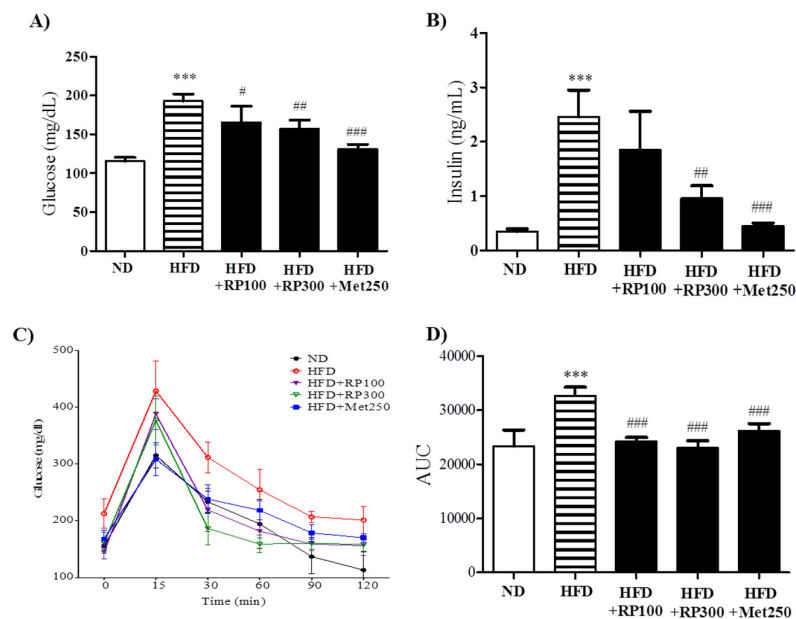 A)
Glucose (mg/dL)
250
200
150
100
50
0
***
#
##
###
ND
HFD
HFD
+RP100
HFD
+RP300
HFD
+Met250
B)
Insulin (ng/mL)
4
3
2
1
0
***
##
###
ND
HFD
HFD
+RP100
HFD
+RP300
HFD
+Met250
C)
Glucose (mg/dl)
500
400
300
200
100
0
15
30
60
90
120
Time (min)
ND
HFD
HFD+RP100
HFD+RP300
HFD+Met250
D)
AUC
40000
30000
20000
10000
0
***
###
###
###
ND
HFD
HFD
+RP100
HFD
+RP300
HFD
+Met250